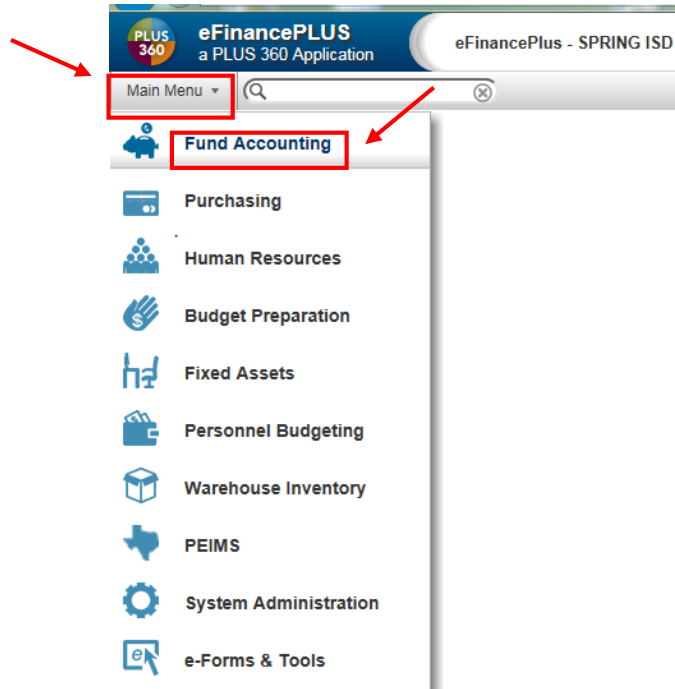 PLUS
360
eFinancePLUS
a PLUS 360 Application
eFinancePlus - SPRING ISD
Main Menu
Fund Accounting
Purchasing
Human Resources
Budget Preparation
Fixed Assets
Personnel Budgeting
Warehouse Inventory
PEIMS
System Administration
e-Forms & Tools